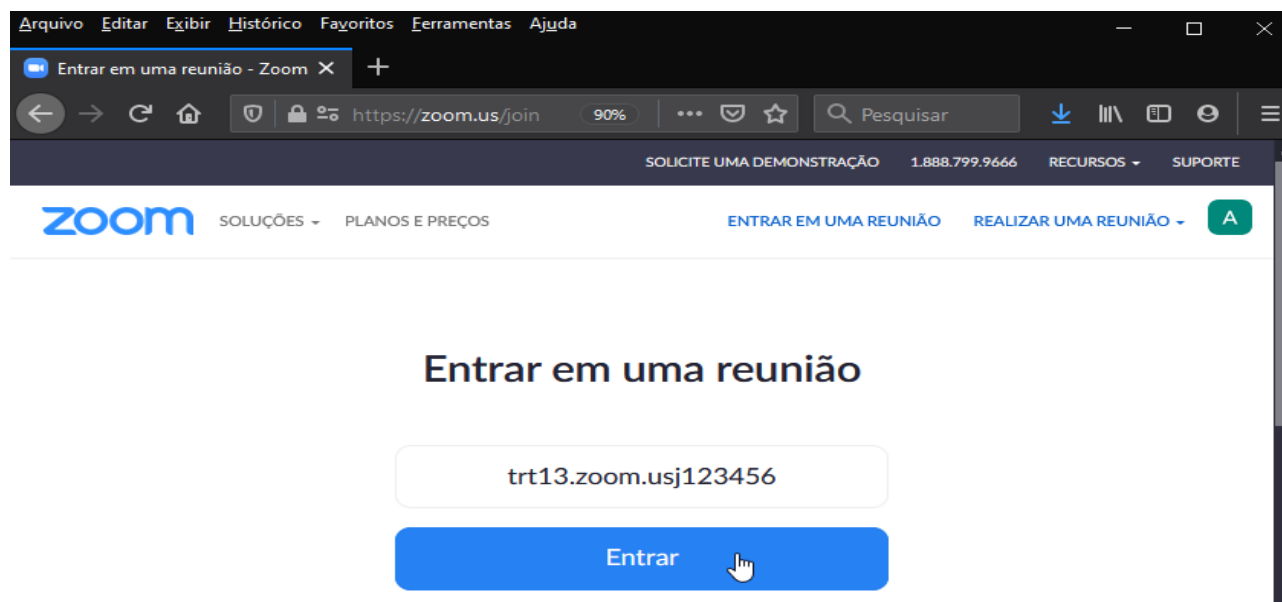 Arquivo Editar Exibir Histórico Favoritos Ferramentas Ajuda
Entrar em uma reunião - Zoom
https://zoom.us/join 90% Pesquisar
SOLICITE UMA DEMONSTRAÇÃO 1.888.799.9666 RECURSOS SUPORTE
zoom SOLUÇÕES PLANOS E PREÇOS ENTRAR EM UMA REUNIÃO REALIZAR UMA REUNIÃO A
Entrar em uma reunião
trt13.zoom.usj123456
Entrar